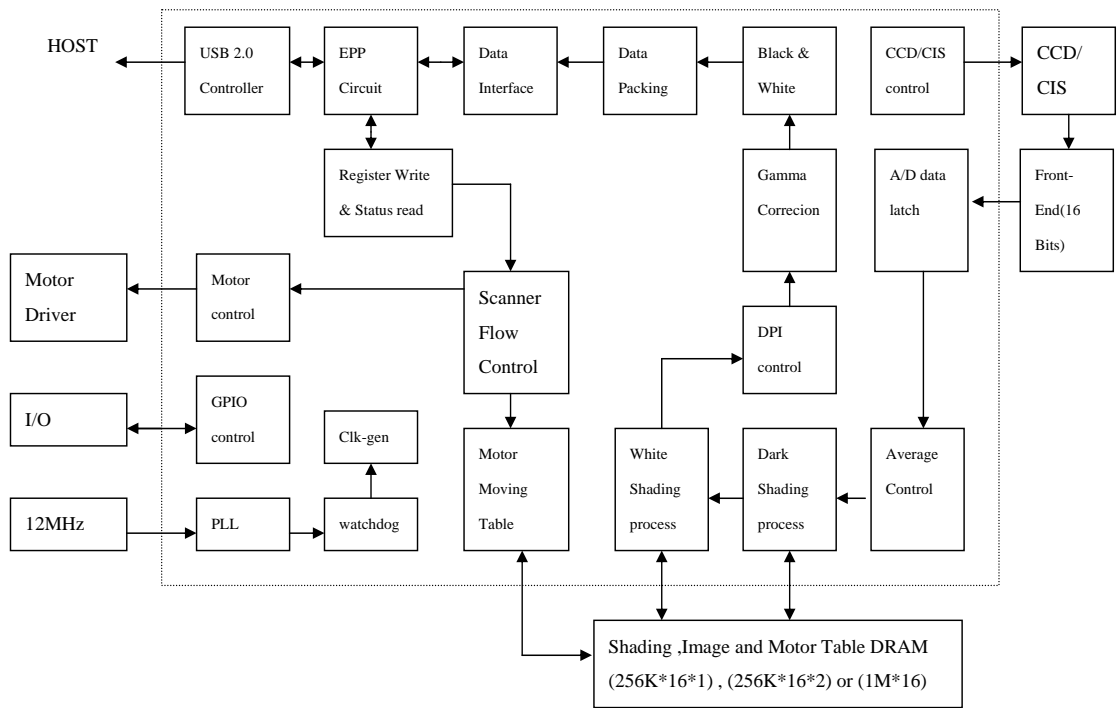 HOST
USB 2.0
Controller
EPP
Circuit
Data
Interface
Data
Packing
Black &
White
CCD/CIS
control
CCD/
CIS
Register Write
& Status read
Gamma
Correcion
A/D data
latch
Front-
End(16
Bits)
Motor
Driver
Motor
control
Scanner
Flow
Control
DPI
control
I/O
GPIO
control
Clk-gen
Motor
Moving
Table
White
Shading
process
Dark
Shading
process
Average
Control
12MHz
PLL
watchdog
Shading ,Image and Motor Table DRAM
(256K*16*1) , (256K*16*2) or (1M*16)